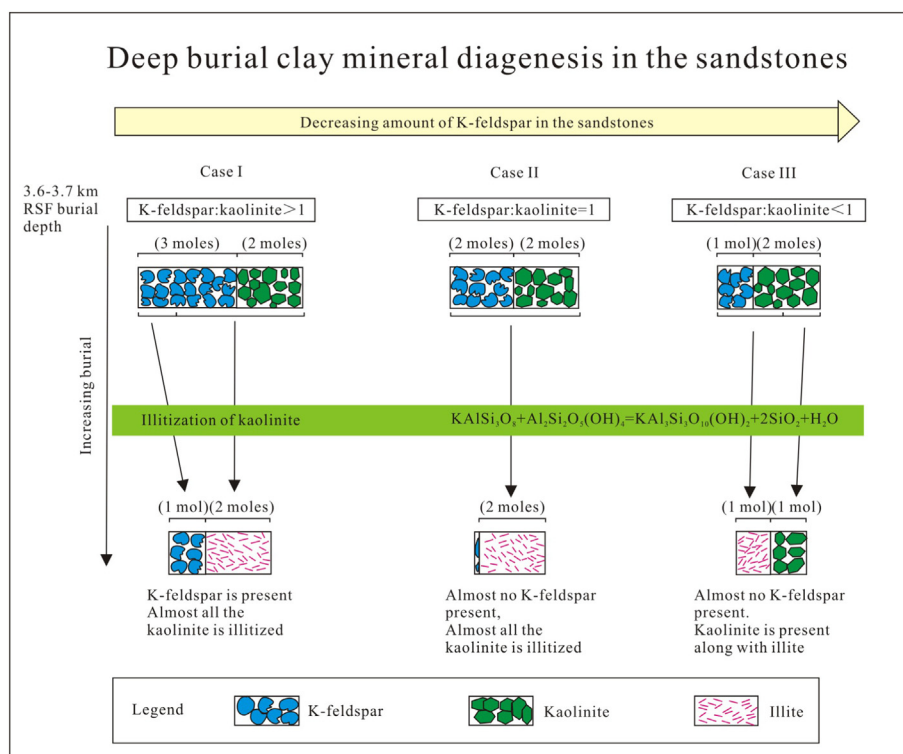 Deep burial clay mineral diagenesis in the sandstones
Decreasing amount of K-feldspar in the sandstones
Case I
Case II
Case III
3.6-3.7 km
RSF burial
depth
K-feldspar:kaolinite>1
K-feldspar:kaolinite=1
K-feldspar:kaolinite<1
(3 moles) (2 moles)
(2 moles) (2 moles)
(1 mol)(2 moles)
Increasing burial
Illitization of kaolinite
KAlSi₃O₈+Al₂Si₂O₅(OH)₄=KAl₃Si₃O₁₀(OH)₂+2SiO₂+H₂O
(1 mol)(2 moles)
(2 moles)
(1 mol)(1 mol)
K-feldspar is present
Almost all the
kaolinite is illitized
Almost no K-feldspar
present,
Almost all the
kaolinite is illitized
Almost no K-feldspar
present.
Kaolinite is present
along with illite
Legend
K-feldspar
Kaolinite
Illite